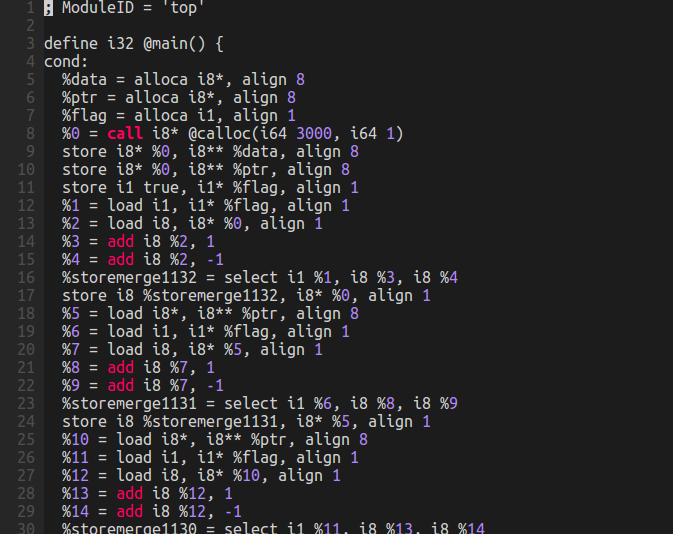 1 ; ModuleID = 'top'
2
3 define i32 @main() {
4 cond:
5 %data = alloca i8*, align 8
6 %ptr = alloca i8*, align 8
7 %flag = alloca i1, align 1
8 %0 = call i8* @calloc(i64 3000, i64 1)
9 store i8* %0, i8** %data, align 8
10 store i8* %0, i8** %ptr, align 8
11 store i1 true, i1* %flag, align 1
12 %1 = load i1, i1* %flag, align 1
13 %2 = load i8, i8* %0, align 1
14 %3 = add i8 %2, 1
15 %4 = add i8 %2, -1
16 %storemerge1132 = select i1 %1, i8 %3, i8 %4
17 store i8 %storemerge1132, i8* %0, align 1
18 %5 = load i8*, i8** %ptr, align 8
19 %6 = load i1, i1* %flag, align 1
20 %7 = load i8, i8* %5, align 1
21 %8 = add i8 %7, 1
22 %9 = add i8 %7, -1
23 %storemerge1131 = select i1 %6, i8 %8, i8 %9
24 store i8 %storemerge1131, i8* %5, align 1
25 %10 = load i8*, i8** %ptr, align 8
26 %11 = load i1, i1* %flag, align 1
27 %12 = load i8, i8* %10, align 1
28 %13 = add i8 %12, 1
29 %14 = add i8 %12, -1
30 %storemerge1130 = select i1 %11, i8 %13, i8 %14